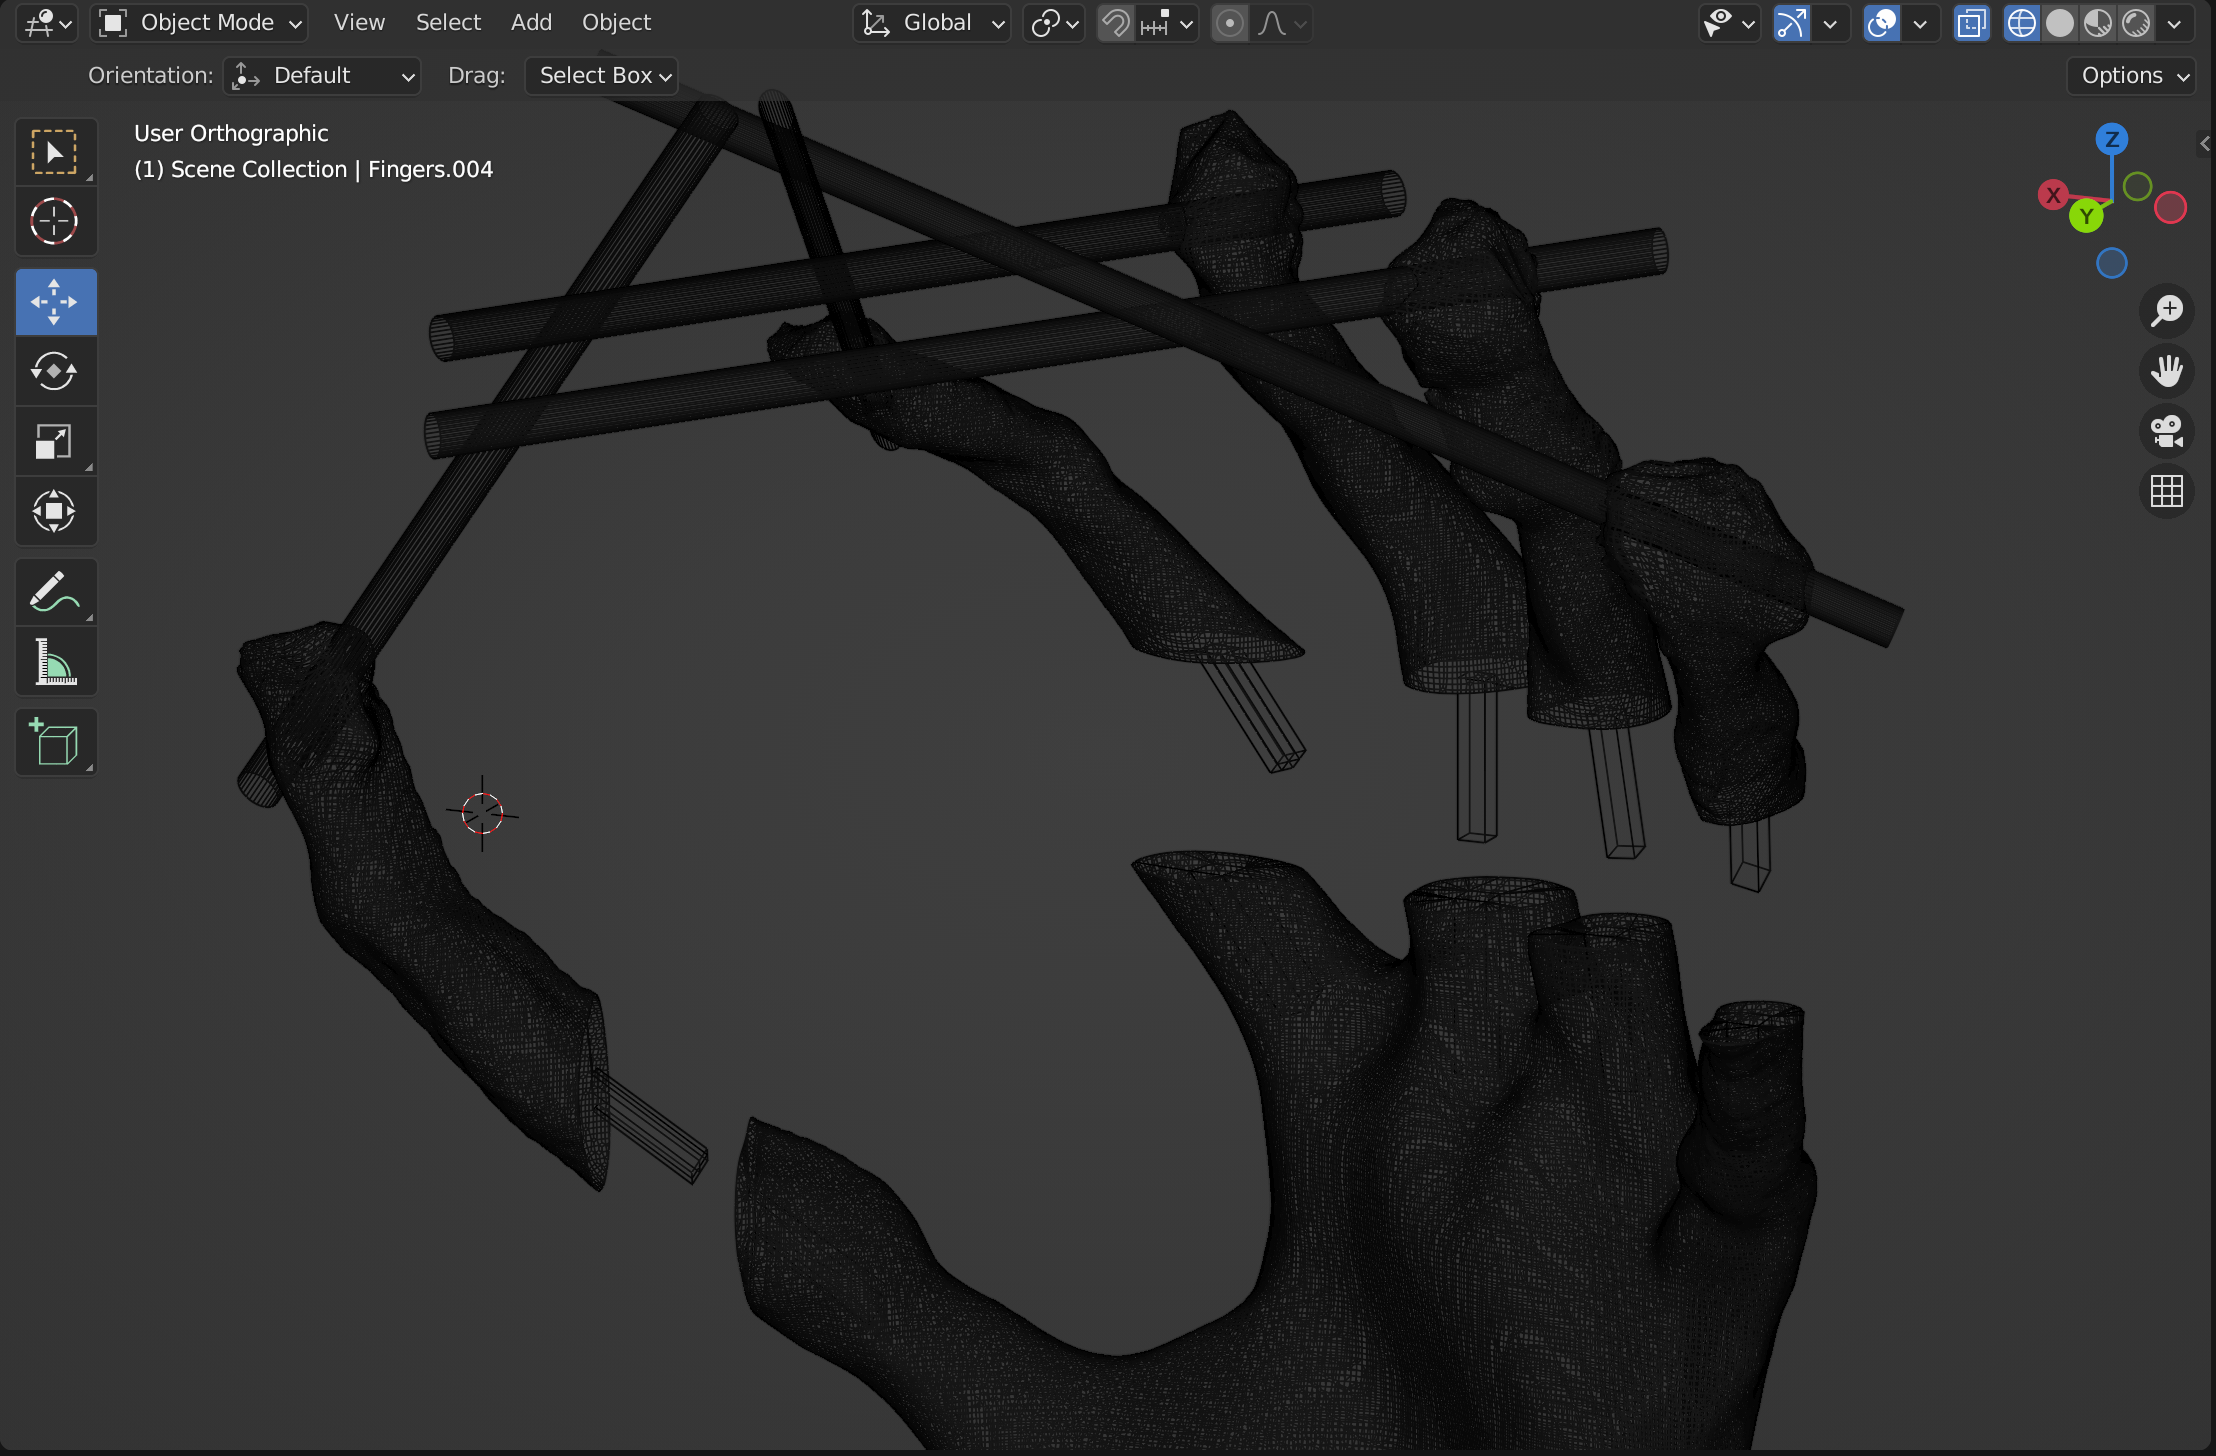 Object Mode View Select Add Object Global
Orientation: Default Drag: Select Box Options
User Orthographic
(1) Scene Collection | Fingers.004
Z
X
Y